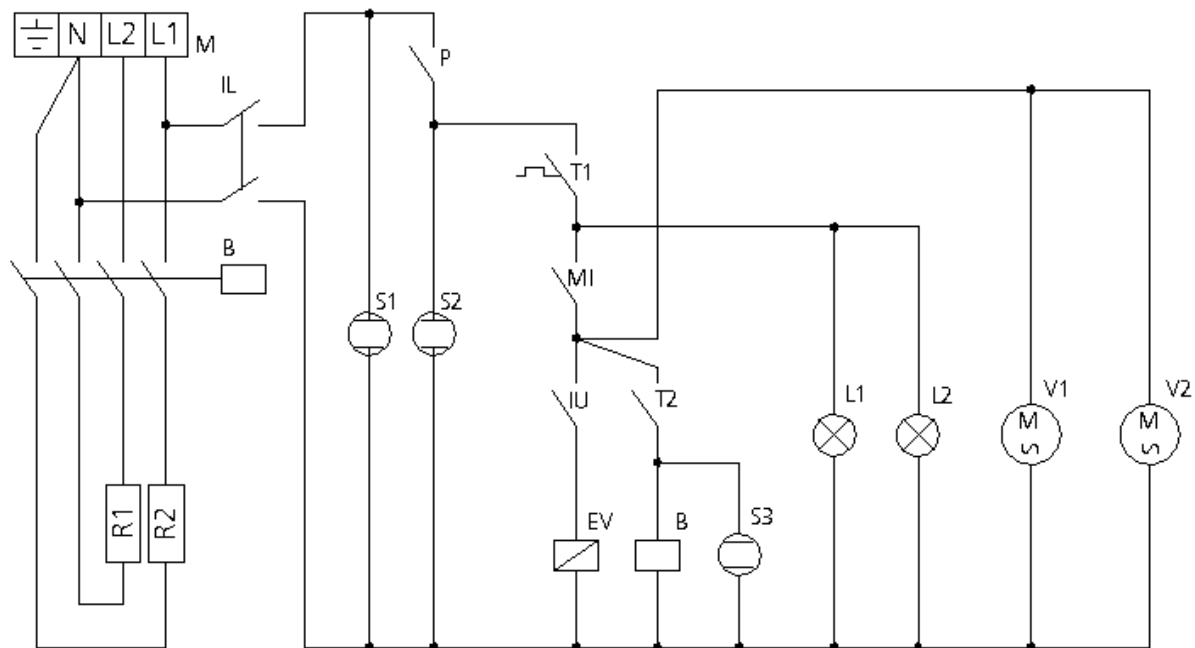 N L2 L1 M
IL
P
T1
B
MI
S1 S2
IU T2 L1 L2 V1 V2
M M
R1 R2 EV B S3